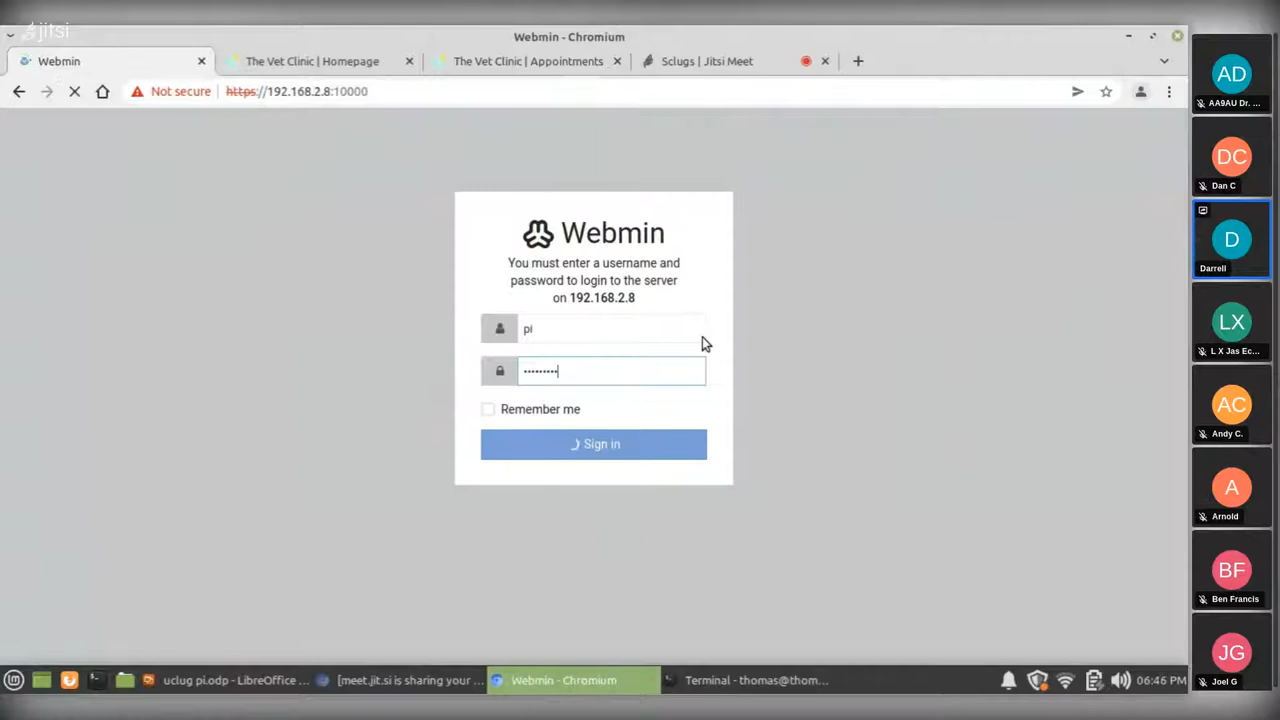 jitsi
Webmin - Chromium
Webmin
The Vet Clinic | Homepage
The Vet Clinic | Appointments
Sclugs | Jitsi Meet
Not secure
https://192.168.2.8:10000
Webmin
You must enter a username and
password to login to the server
on 192.168.2.8
pi
Remember me
Sign in
uclug pi.odp - LibreOffice ...
[meet.jit.si is sharing your ...
Webmin - Chromium
Terminal - thomas@thom...
06:46 PM
AD
AA9AU Dr. ...
DC
Dan C
D
Darrell
LX
L X Jas Ec...
AC
Andy C.
A
Arnold
BF
Ben Francis
JG
Joel G